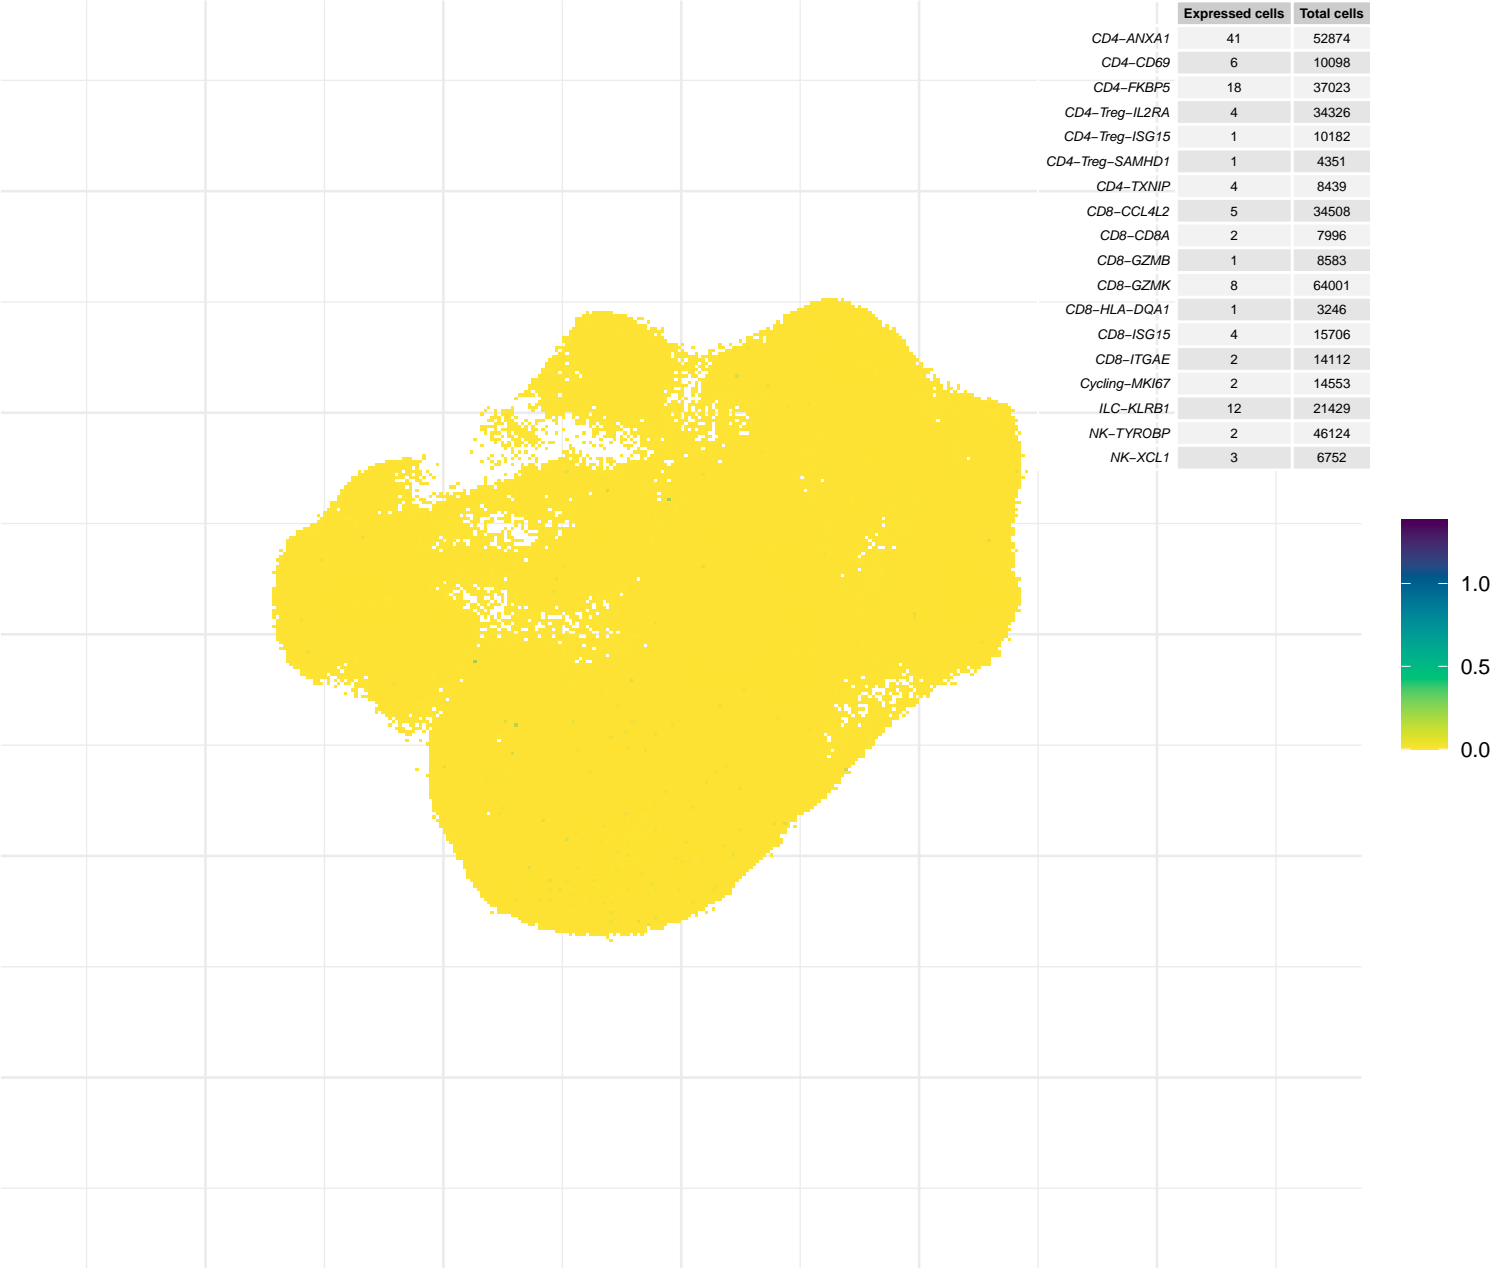 Expressed cells Total cells
CD4−ANXA1 41 52874
CD4−CD69 6 10098
CD4−FKBP5 18 37023
CD4−Treg−IL2RA 4 34326
CD4−Treg−ISG15 1 10182
CD4−Treg−SAMHD1 1 4351
CD4−TXNIP 4 8439
CD8−CCL4L2 5 34508
CD8−CD8A 2 7996
CD8−GZMB 1 8583
CD8−GZMK 8 64001
CD8−HLA−DQA1 1 3246
CD8−ISG15 4 15706
CD8−ITGAE 2 14112
Cycling−MKI67 2 14553
ILC−KLRB1 12 21429
NK−TYROBP 2 46124
NK−XCL1 3 6752
1.0
0.5
0.0